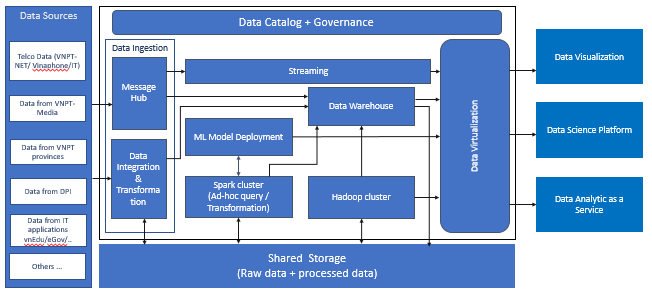 Data Sources
Telco Data (VNPT-
NET/ Vinaphone/IT)
Data from VNPT-
Media
Data from VNPT
provinces
Data from DPI
Data from IT
applications
vnEdu/eGov/..
Others ...
Data Catalog + Governance
Data Ingestion
Message
Hub
Data
Integration
&
Transforma
tion
Streaming
Data Warehouse
ML Model Deployment
Spark cluster
(Ad-hoc query /
Transformation)
Hadoop cluster
Data Virtualization
Shared Storage
(Raw data + processed data)
Data Visualization
Data Science Platform
Data Analytic as a
Service